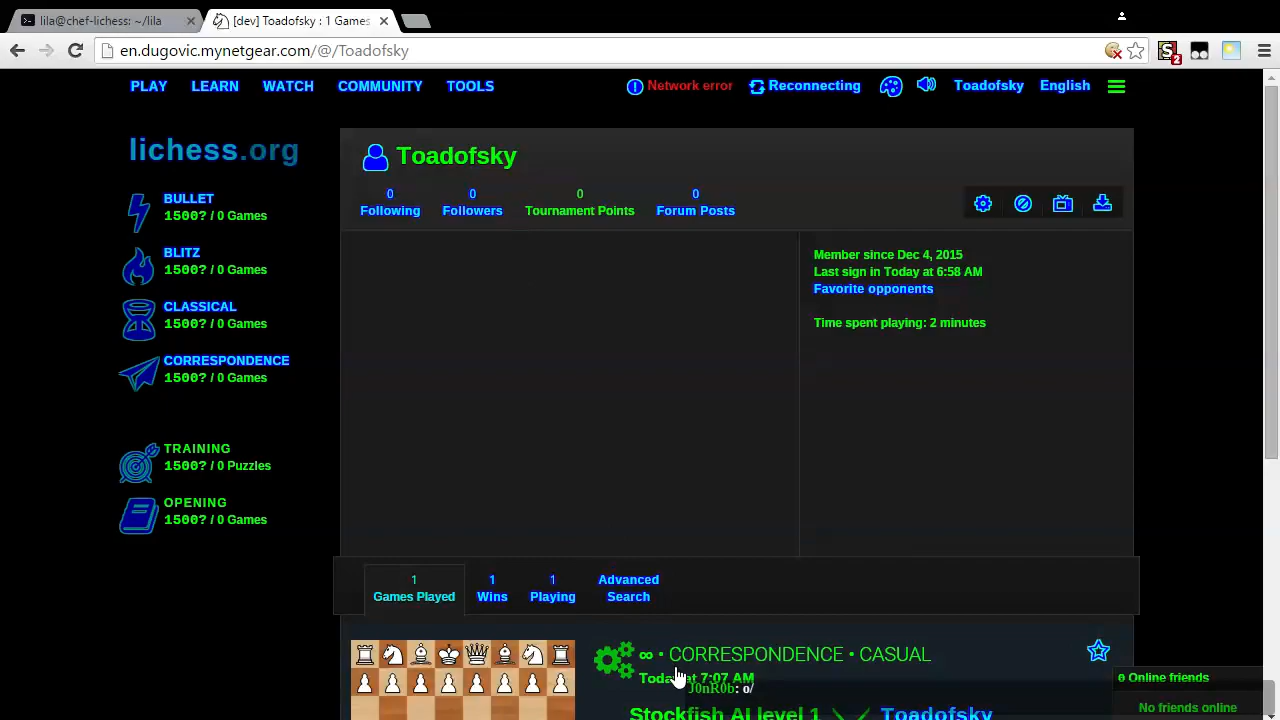 lila@chef-lichess: ~/lila
[dev] Toadofsky : 1 Games
en.dugovic.mynetgear.com/@/Toadofsky
2
PLAY LEARN WATCH COMMUNITY TOOLS Network error Reconnecting Toadofsky English
lichess.org
Toadofsky
0 0 0 0
Following Followers Tournament Points Forum Posts
BULLET
1500? / 0 Games
BLITZ
1500? / 0 Games
CLASSICAL
1500? / 0 Games
CORRESPONDENCE
1500? / 0 Games
TRAINING
1500? / 0 Puzzles
OPENING
1500? / 0 Games
Member since Dec 4, 2015
Last sign in Today at 6:58 AM
Favorite opponents
Time spent playing: 2 minutes
1 1 1 Advanced
Games Played Wins Playing Search
∞ • CORRESPONDENCE • CASUAL
Today at 7:07 AM
J0nR0b: o/
Stockfish AI level 1 Toadofsky
0 Online friends
No friends online